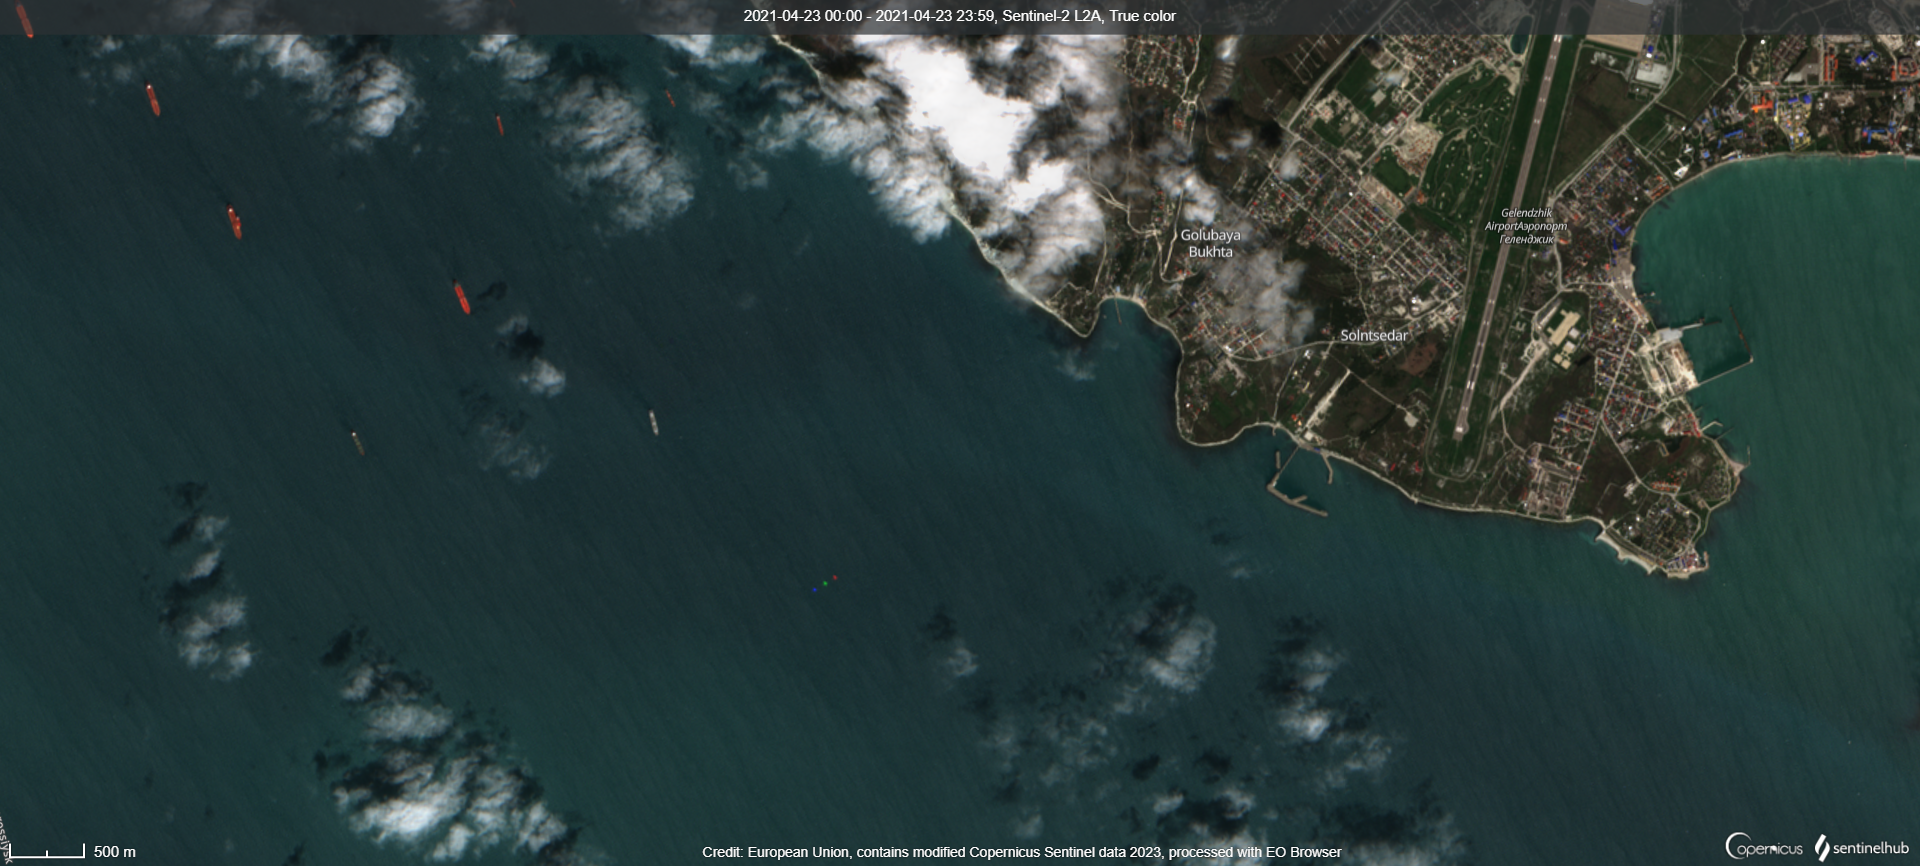 2021-04-23 00:00 - 2021-04-23 23:59, Sentinel-2 L2A, True color
Gelendzhik
AirportАэропорт
Геленджик
Golubaya
Bukhta
Solntsedar
500 m
Credit: European Union, contains modified Copernicus Sentinel data 2023, processed with EO Browser
Copernicus
sentinelhub